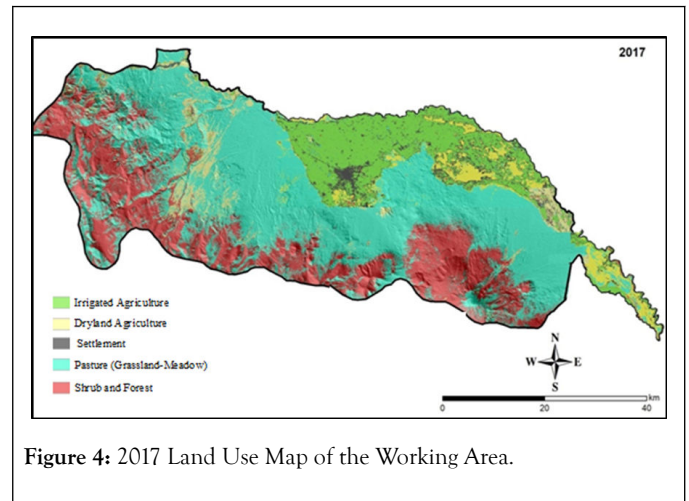 2017
Irrigated Agriculture
Dryland Agriculture
Settlement
Pasture (Grassland-Meadow)
Shrub and Forest
N
W E
S
km
0 20 40
Figure 4: 2017 Land Use Map of the Working Area.